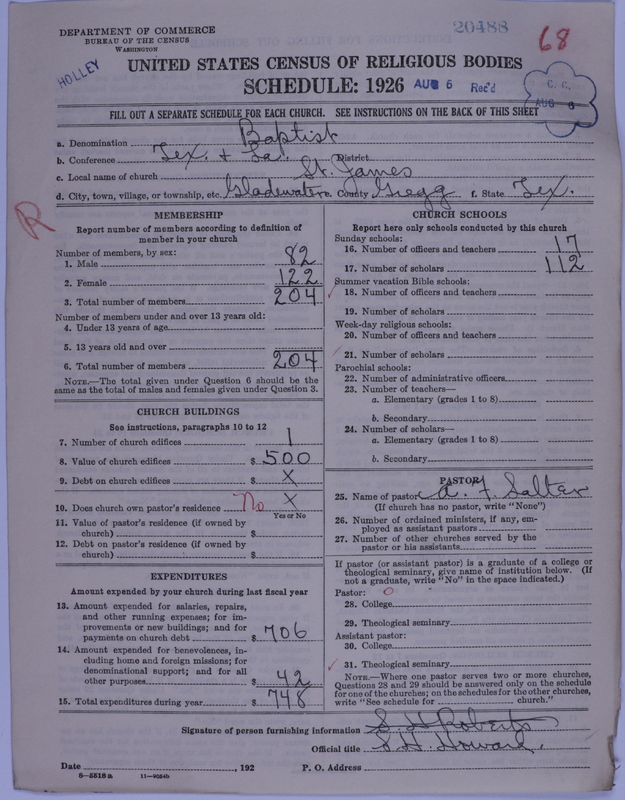 DEPARTMENT OF COMMERCE
BUREAU OF THE CENSUS
WASHINGTON
20488
68
HOLLEY
UNITED STATES CENSUS OF RELIGIOUS BODIES
SCHEDULE: 1926
AUG 6 Rec'd
C. C.
AUG 6
FILL OUT A SEPARATE SCHEDULE FOR EACH CHURCH. SEE INSTRUCTIONS ON THE BACK OF THIS SHEET
a. Denomination Baptist
b. Conference Tex. + La. District
c. Local name of church St. James
d. City, town, village, or township, etc. Gladewater e. County Gregg f. State Tex.
R
MEMBERSHIP
Report number of members according to definition of
member in your church
Number of members, by sex:
1. Male 82
2. Female 122
3. Total number of members 204
Number of members under and over 13 years old:
4. Under 13 years of age
5. 13 years old and over
6. Total number of members 204
NOTE.—The total given under Question 6 should be the
same as the total of males and females given under Question 3.
CHURCH BUILDINGS
See instructions, paragraphs 10 to 12
7. Number of church edifices 1
8. Value of church edifices $ 500
9. Debt on church edifices $ X
10. Does church own pastor's residence No X
Yes or No
11. Value of pastor's residence (if owned by
church) $
12. Debt on pastor's residence (if owned by
church) $
EXPENDITURES
Amount expended by your church during last fiscal year
13. Amount expended for salaries, repairs,
and other running expenses; for im-
provements or new buildings; and for
payments on church debt $ 706
14. Amount expended for benevolences, in-
cluding home and foreign missions; for
denominational support; and for all
other purposes $ 42
15. Total expenditures during year $ 748
CHURCH SCHOOLS
Report here only schools conducted by this church
Sunday schools:
16. Number of officers and teachers 17
17. Number of scholars 112
Summer vacation Bible schools:
18. Number of officers and teachers
19. Number of scholars
Week-day religious schools:
20. Number of officers and teachers
21. Number of scholars
Parochial schools:
22. Number of administrative officers
23. Number of teachers—
a. Elementary (grades 1 to 8)
b. Secondary
24. Number of scholars—
a. Elementary (grades 1 to 8)
b. Secondary
PASTOR
25. Name of pastor A. F. Salter
(If church has no pastor, write "None")
26. Number of ordained ministers, if any, em-
ployed as assistant pastors
27. Number of other churches served by the
pastor or his assistants
If pastor (or assistant pastor) is a graduate of a college or
theological seminary, give name of institution below. (If
not a graduate, write "No" in the space indicated.)
Pastor: O
28. College
29. Theological seminary
Assistant pastor:
30. College
31. Theological seminary
NOTE.—Where one pastor serves two or more churches,
Questions 28 and 29 should be answered only on the schedule
for one of the churches; on the schedules for the other churches,
write "See schedule for church."
Signature of person furnishing information S. H. Roberts
Official title S. H. Howard.
Date , 192 P. O. Address